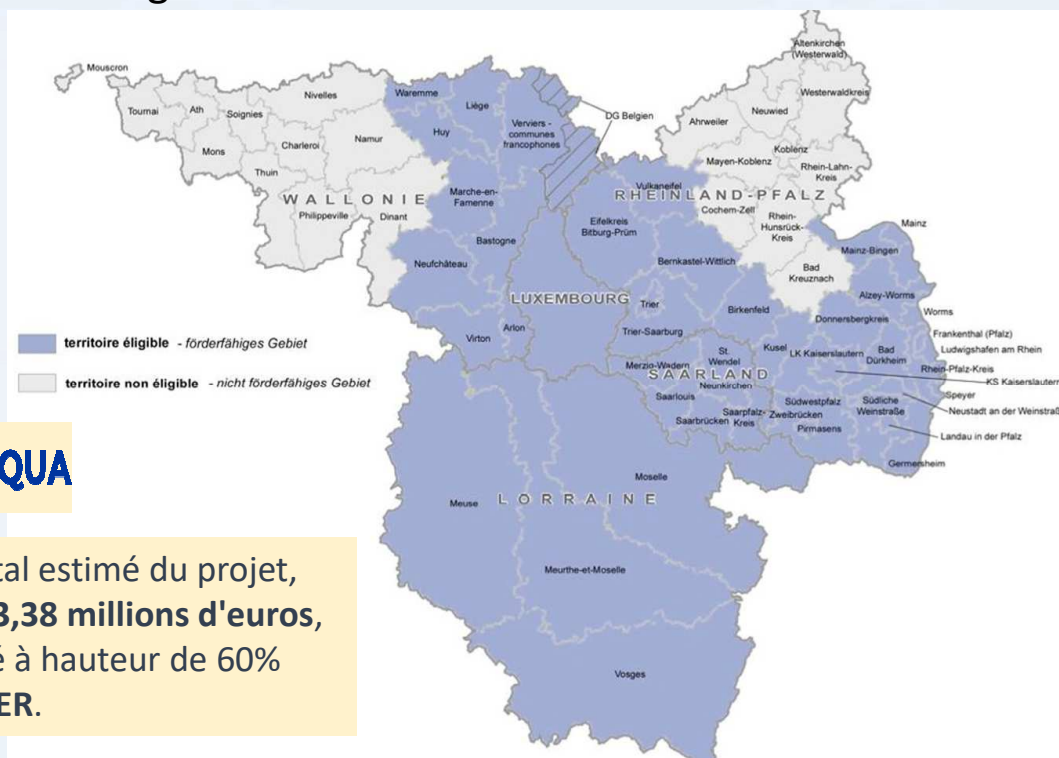 Mouscron
Tournai
Ath
Soignies
Nivelles
Mons
Charleroi
Namur
Thuin
WALLONIE
Philippeville
Dinant
Waremme
Liège
Huy
Verviers -
communes
francophones
DG Belgien
Marche-en-
Famenne
Bastogne
Neufchâteau
Virton
Arlon
LUXEMBOURG
Altenkirchen
(Westerwald)
Westerwaldkreis
Neuwied
Ahrweiler
Koblenz
Mayen-Koblenz
Rhein-Lahn-
Kreis
Vulkaneifel
RHEINLAND-PFALZ
Cochem-Zell
Rhein-
Hunsrück-
Kreis
Eifelkreis
Bitburg-Prüm
Bernkastel-Wittlich
Bad
Kreuznach
Mainz
Mainz-Bingen
Alzey-Worms
Trier
Birkenfeld
Donnersbergkreis
Worms
Trier-Saarburg
Frankenthal (Pfalz)
Ludwigshafen am Rhein
Merzig-Wadern
St.
Wendel
Kusel
LK Kaiserslautern
Bad
Dürkheim
Rhein-Pfalz-Kreis
SAARLAND
Neunkirchen
KS Kaiserslautern
Saarlouis
Saarbrücken
Saarpfalz-
Kreis
Südwestpfalz
Zweibrücken
Pirmasens
Südliche
Weinstraße
Speyer
Neustadt an der Weinstraß
Landau in der Pfalz
Germersheim
territoire éligible - förderfähiges Gebiet
territoire non éligible - nicht förderfähiges Gebiet
Moselle
Meuse
LORRAINE
Meurthe-et-Moselle
Vosges
QUA
tal estimé du projet,
3,38 millions d'euros,
é à hauteur de 60%
ER.